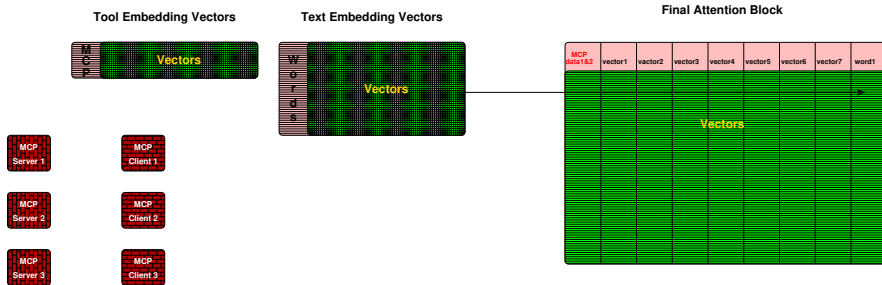 Tool Embedding Vectors
Text Embedding Vectors
Final Attention Block
MCP
Vectors
Words
Vectors
MCP
data1&2
vector1
vactor2
vector3
vector4
vector5
vector6
vector7
word1
Vectors
MCP
Server 1
MCP
Client 1
MCP
Server 2
MCP
Client 2
MCP
Server 3
MCP
Client 3